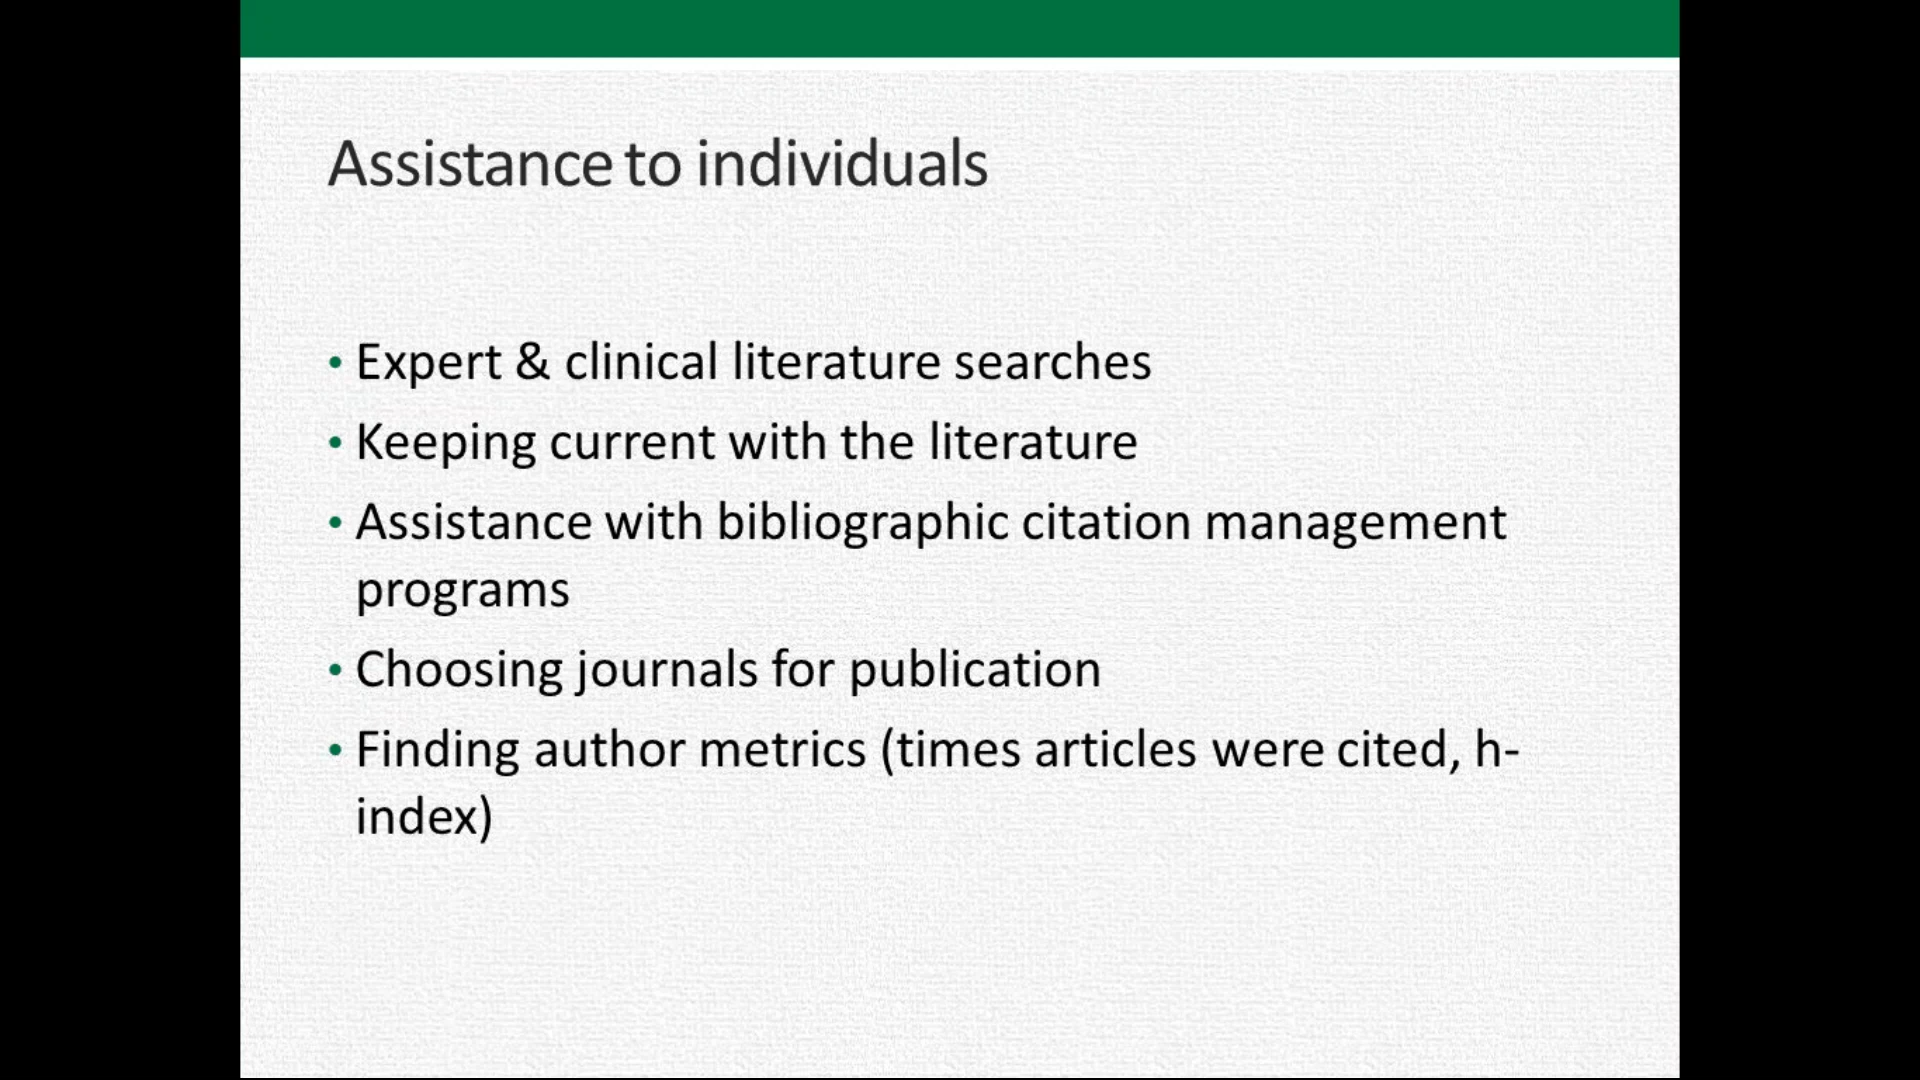 Assistance to individuals
• Expert & clinical literature searches
• Keeping current with the literature
• Assistance with bibliographic citation management
programs
• Choosing journals for publication
• Finding author metrics (times articles were cited, h-
index)